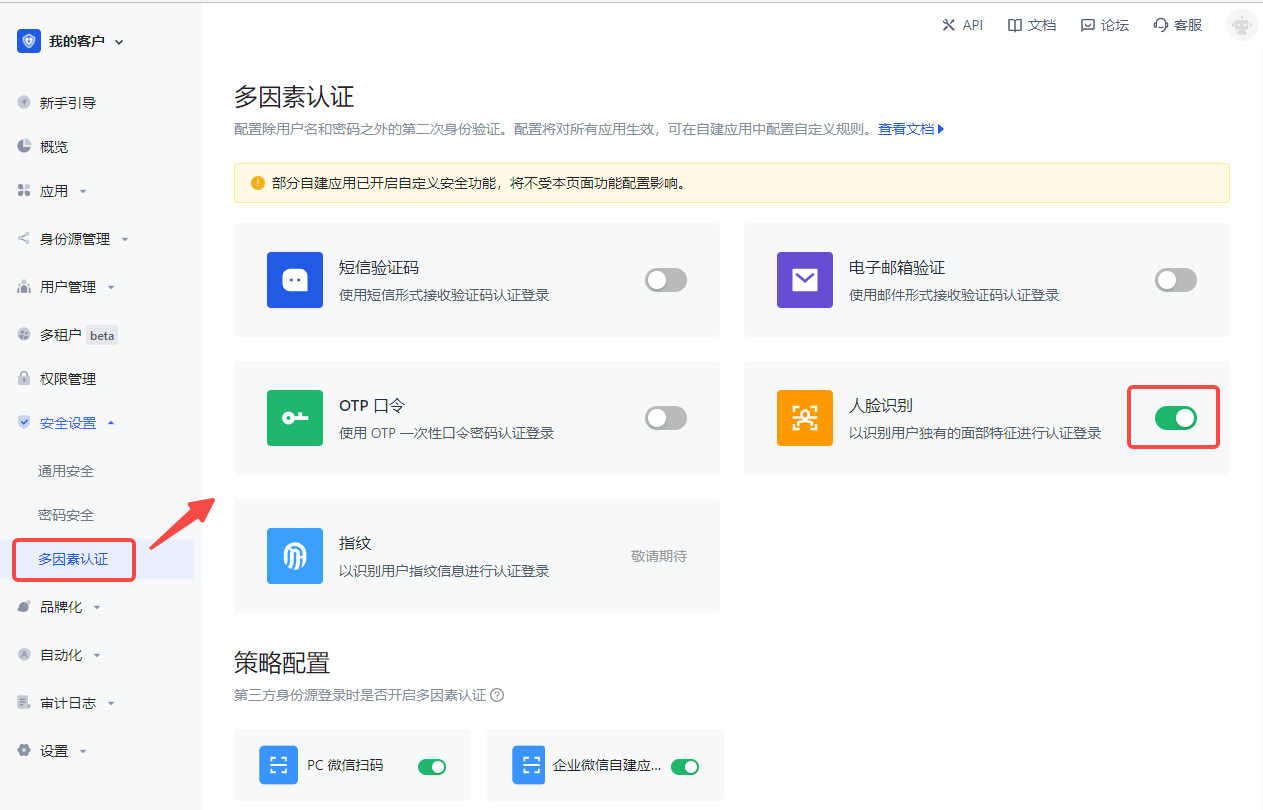 我的客户
API
文档
论坛
客服
新手引导
概览
应用
身份源管理
用户管理
多租户 beta
权限管理
安全设置
通用安全
密码安全
多因素认证
品牌化
自动化
审计日志
设置
多因素认证
配置除用户名和密码之外的第二次身份验证。配置将对所有应用生效，可在自建应用中配置自定义规则。查看文档
部分自建应用已开启自定义安全功能，将不受本页面功能配置影响。
短信验证码
使用短信形式接收验证码认证登录
电子邮箱验证
使用邮件形式接收验证码认证登录
OTP 口令
使用 OTP 一次性口令密码认证登录
人脸识别
以识别用户独有的面部特征进行认证登录
指纹
以识别用户指纹信息进行认证登录
敬请期待
策略配置
第三方身份源登录时是否开启多因素认证
PC 微信扫码
企业微信自建应...